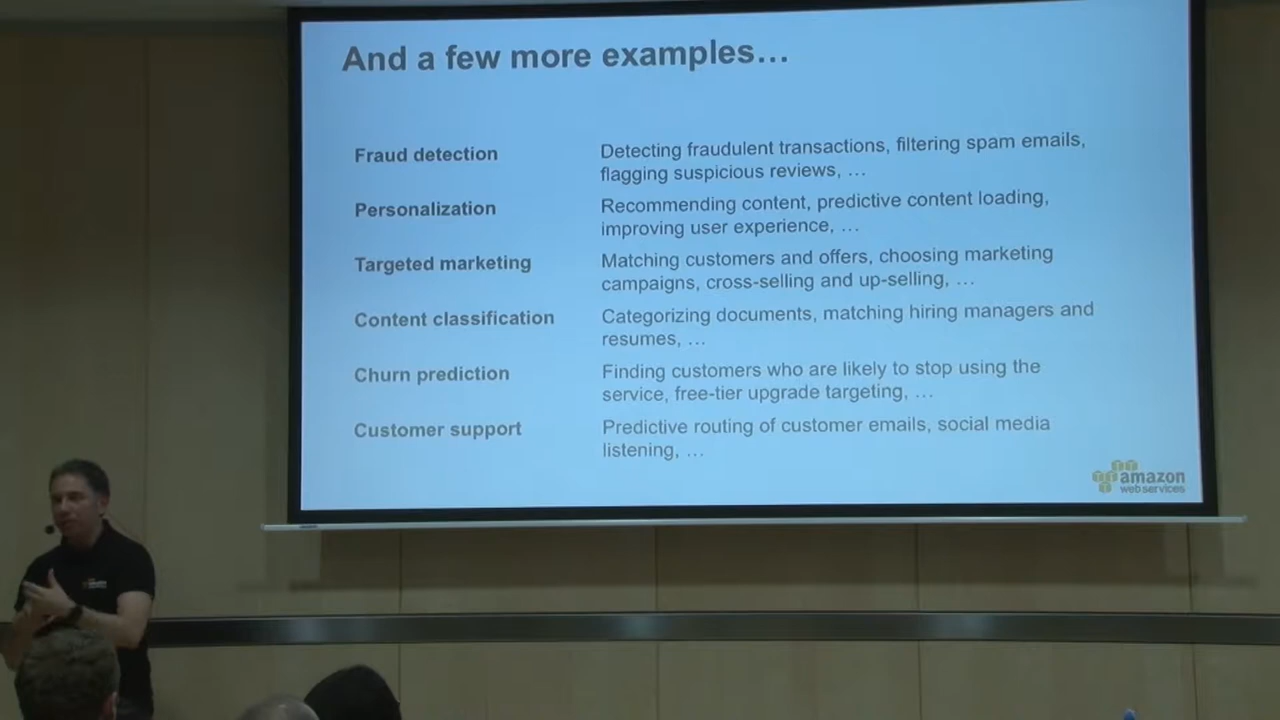 And a few more examples…
Fraud detection
Detecting fraudulent transactions, filtering spam emails,
flagging suspicious reviews, …
Personalization
Recommending content, predictive content loading,
improving user experience, …
Targeted marketing
Matching customers and offers, choosing marketing
campaigns, cross-selling and up-selling, …
Content classification
Categorizing documents, matching hiring managers and
resumes, …
Churn prediction
Finding customers who are likely to stop using the
service, free-tier upgrade targeting, …
Customer support
Predictive routing of customer emails, social media
listening, …
amazon
web services